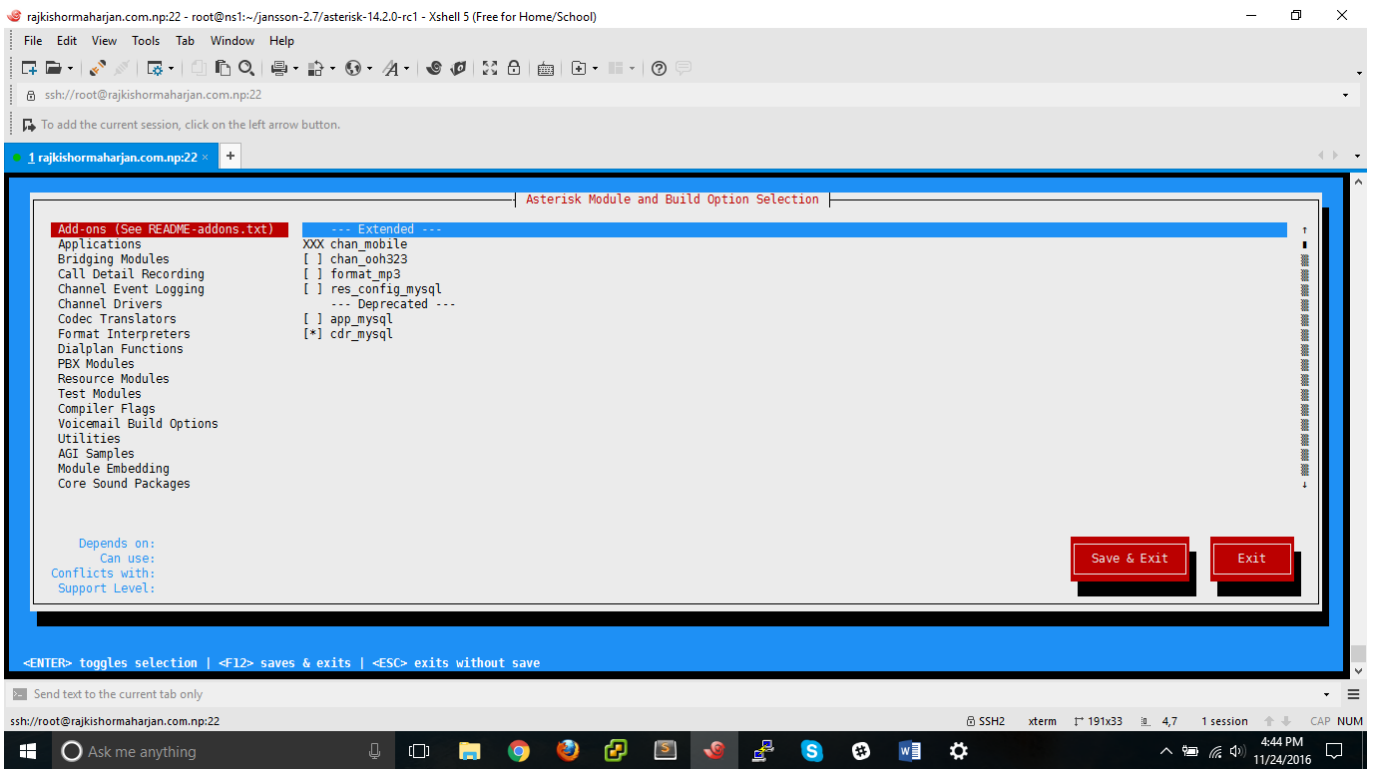 rajkishormaharjan.com.np:22 - root@ns1:~/jansson-2.7/asterisk-14.2.0-rc1 - Xshell 5 (Free for Home/School)
File Edit View Tools Tab Window Help
ssh://root@rajkishormaharjan.com.np:22
To add the current session, click on the left arrow button.
1 rajkishormaharjan.com.np:22 × +
Asterisk Module and Build Option Selection
Add-ons (See README-addons.txt) --- Extended ---
Applications XXX chan_mobile
Bridging Modules [ ] chan_ooh323
Call Detail Recording [ ] format_mp3
Channel Event Logging [ ] res_config_mysql
Channel Drivers --- Deprecated ---
Codec Translators [ ] app_mysql
Format Interpreters [*] cdr_mysql
Dialplan Functions
PBX Modules
Resource Modules
Test Modules
Compiler Flags
Voicemail Build Options
Utilities
AGI Samples
Module Embedding
Core Sound Packages
Depends on:
Can use:
Conflicts with:
Support Level:
Save & Exit Exit
<ENTER> toggles selection | <F12> saves & exits | <ESC> exits without save
Send text to the current tab only
ssh://root@rajkishormaharjan.com.np:22 SSH2 xterm 191x33 4,7 1 session CAP NUM
Ask me anything
4:44 PM
11/24/2016